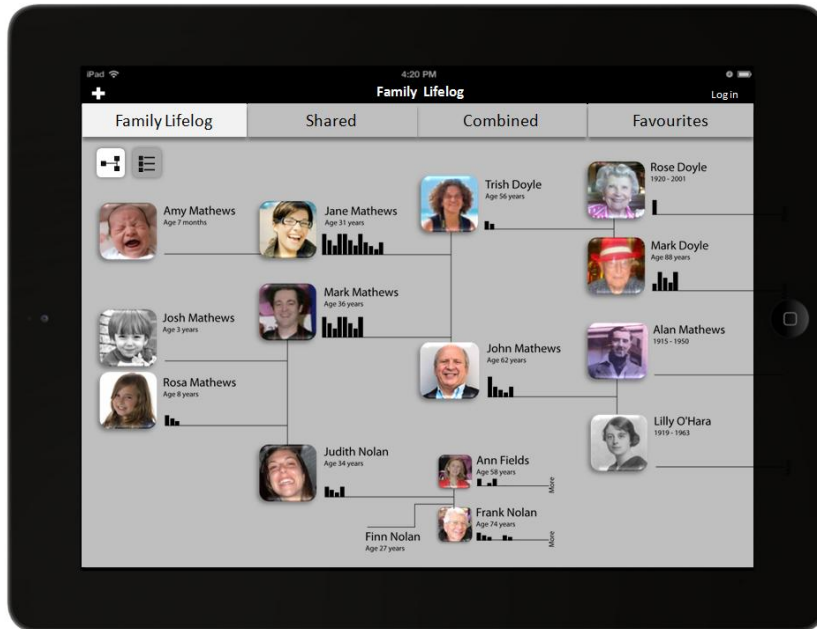 iPad
4:20 PM
Family Lifelog
Log in
Family Lifelog
Shared
Combined
Favourites
Amy Mathews
Age 7 months
Jane Mathews
Age 31 years
Trish Doyle
Age 56 years
Rose Doyle
1920 - 2001
Mark Doyle
Age 88 years
Josh Mathews
Age 3 years
Mark Mathews
Age 36 years
John Mathews
Age 62 years
Alan Mathews
1915 - 1950
Rosa Mathews
Age 8 years
Lilly O'Hara
1919 - 1963
Judith Nolan
Age 34 years
Ann Fields
Age 58 years
More
Frank Nolan
Age 74 years
More
Finn Nolan
Age 27 years